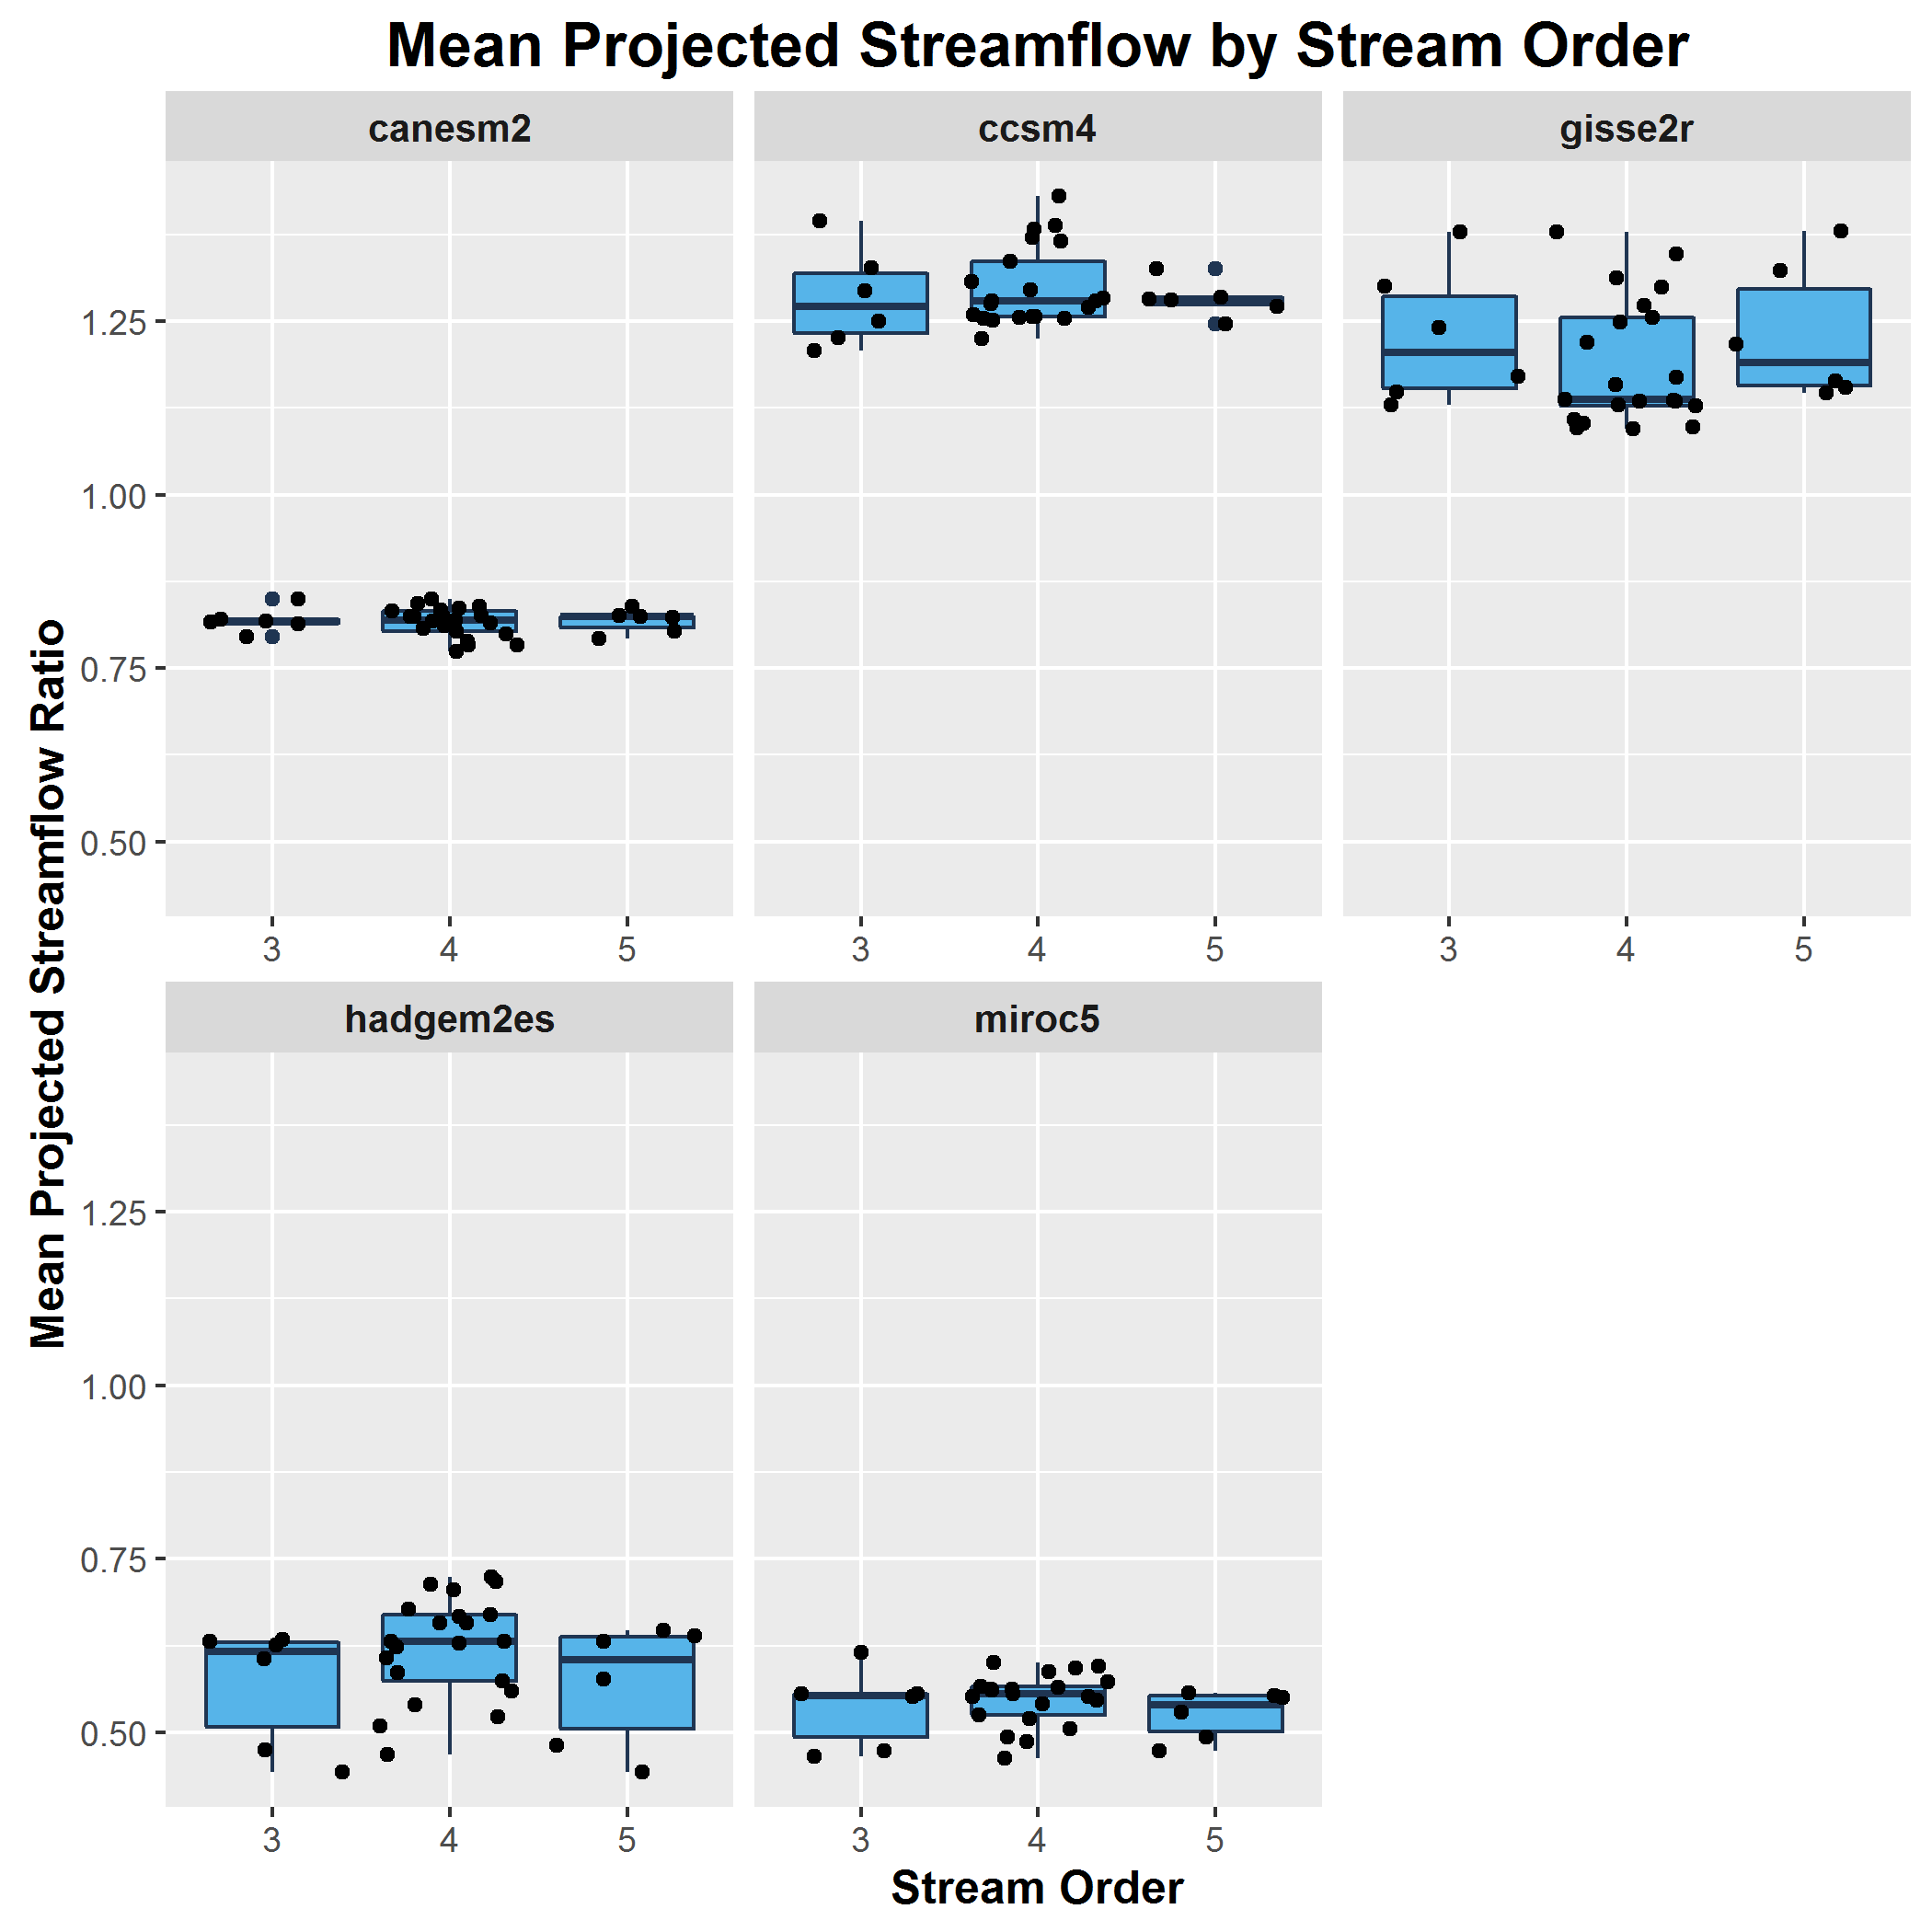 Mean Projected Streamflow by Stream Order
canesm2
ccsm4
gisse2r
Mean Projected Streamflow Ratio
1.25
1.00
0.75
0.50
3 4 5
3 4 5
3 4 5
hadgem2es
miroc5
1.25
1.00
0.75
0.50
3 4 5
3 4 5
Stream Order